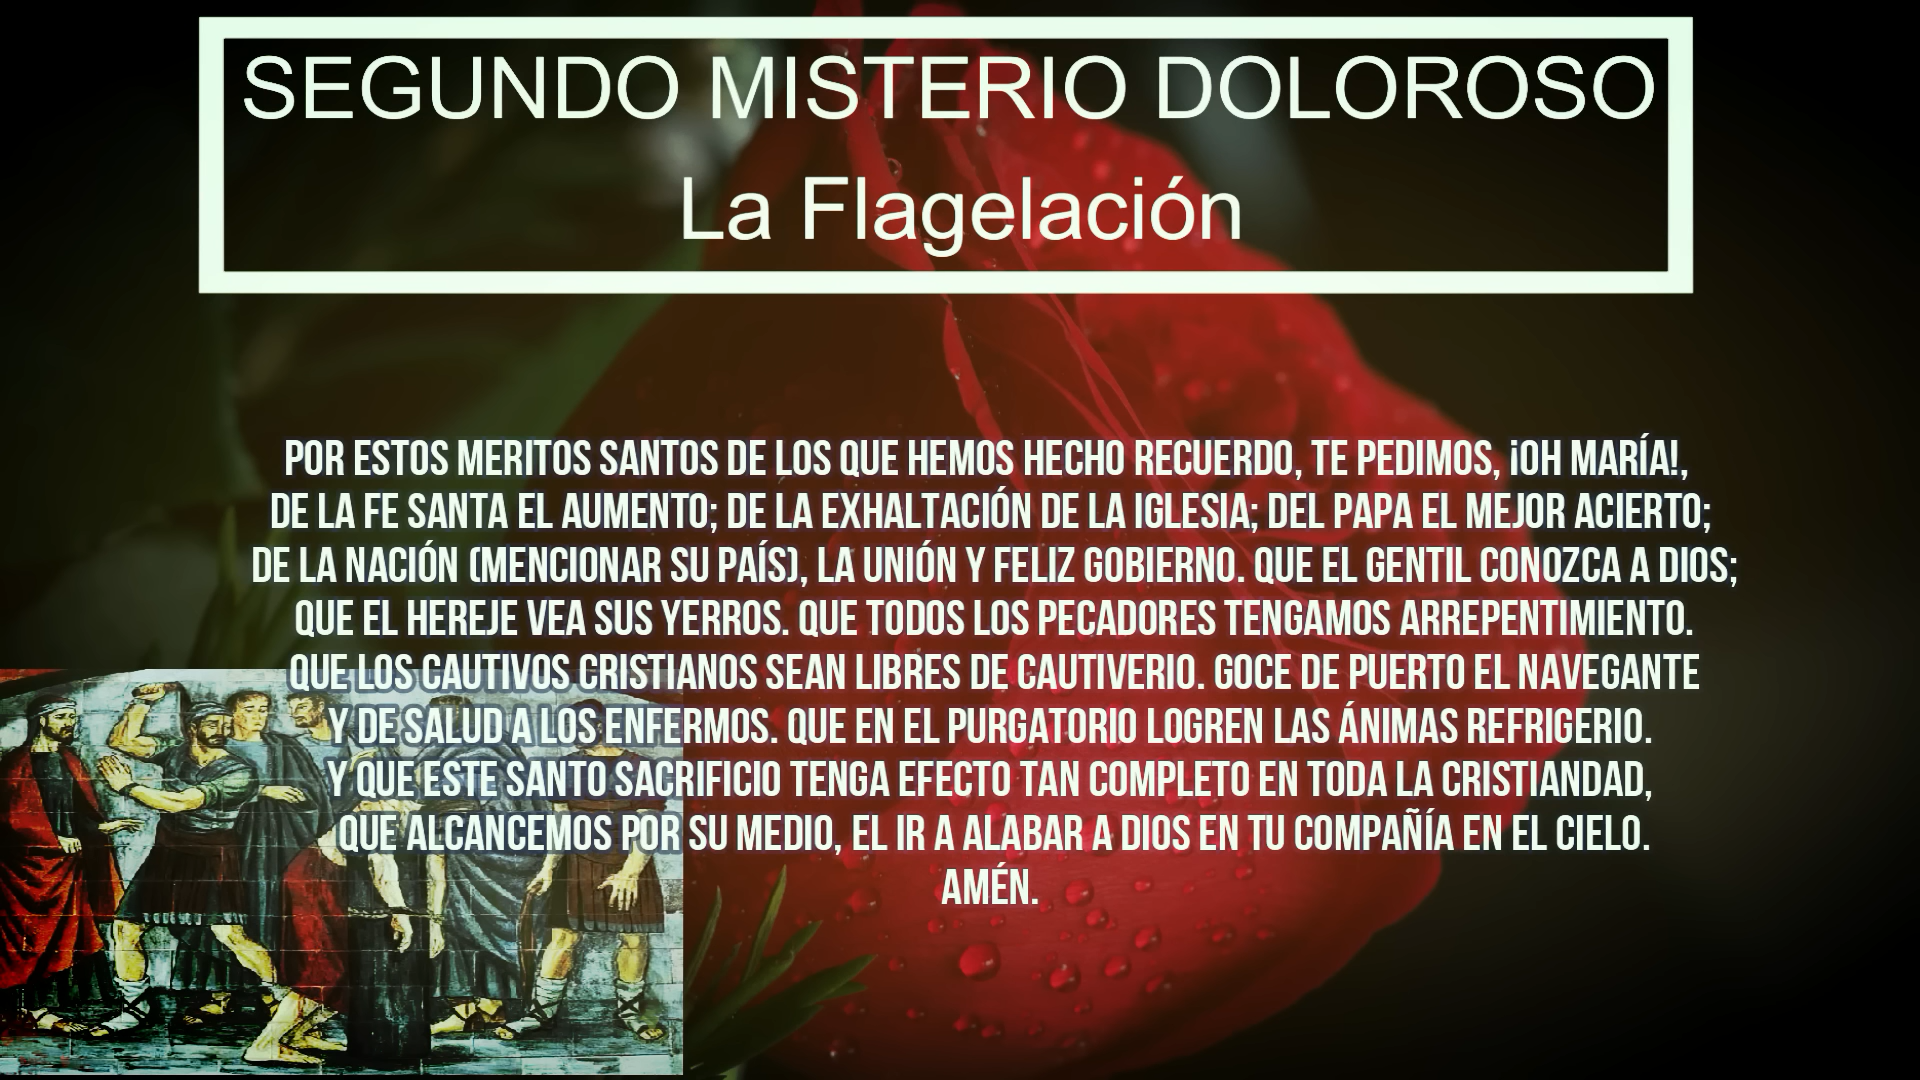 SEGUNDO MISTERIO DOLOROSO
La Flagelación
POR ESTOS MERITOS SANTOS DE LOS QUE HEMOS HECHO RECUERDO, TE PEDIMOS, ¡OH MARÍA!,
DE LA FE SANTA EL AUMENTO; DE LA EXHALTACIÓN DE LA IGLESIA; DEL PAPA EL MEJOR ACIERTO;
DE LA NACIÓN (MENCIONAR SU PAÍS), LA UNIÓN Y FELIZ GOBIERNO. QUE EL GENTIL CONOZCA A DIOS;
QUE EL HEREJE VEA SUS YERROS. QUE TODOS LOS PECADORES TENGAMOS ARREPENTIMIENTO.
QUE LOS CAUTIVOS CRISTIANOS SEAN LIBRES DE CAUTIVERIO. GOCE DE PUERTO EL NAVEGANTE
Y DE SALUD A LOS ENFERMOS. QUE EN EL PURGATORIO LOGREN LAS ÁNIMAS REFRIGERIO.
Y QUE ESTE SANTO SACRIFICIO TENGA EFECTO TAN COMPLETO EN TODA LA CRISTIANDAD,
QUE ALCANCEMOS POR SU MEDIO, EL IR A ALABAR A DIOS EN TU COMPAÑÍA EN EL CIELO.
AMÉN.